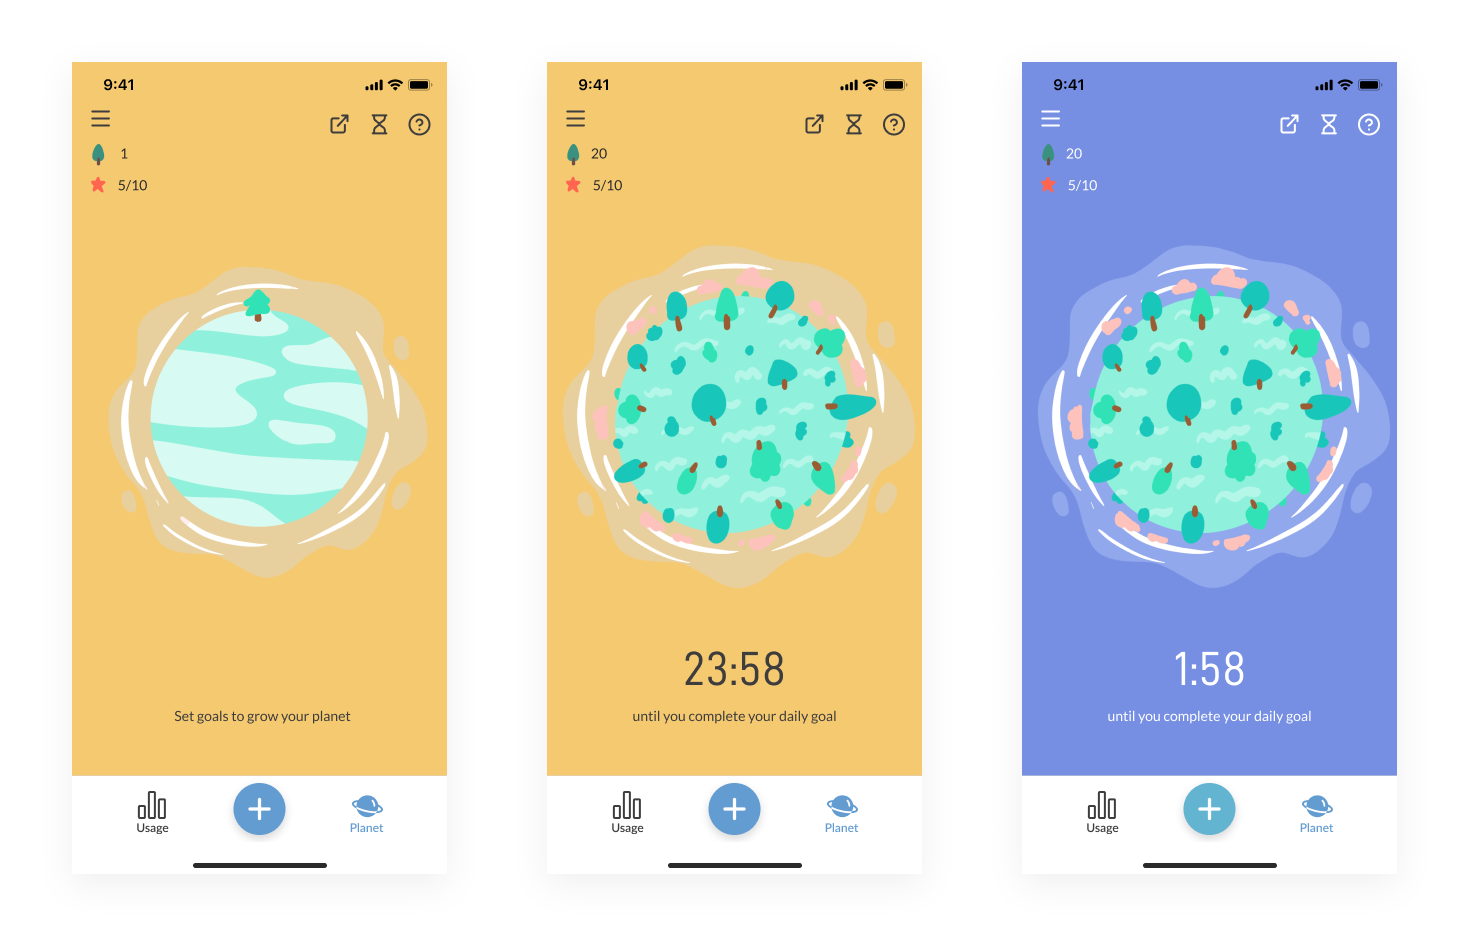 9:41
1
5/10
Set goals to grow your planet
Usage
Planet
9:41
20
5/10
23:58
until you complete your daily goal
Usage
Planet
9:41
20
5/10
1:58
until you complete your daily goal
Usage
Planet